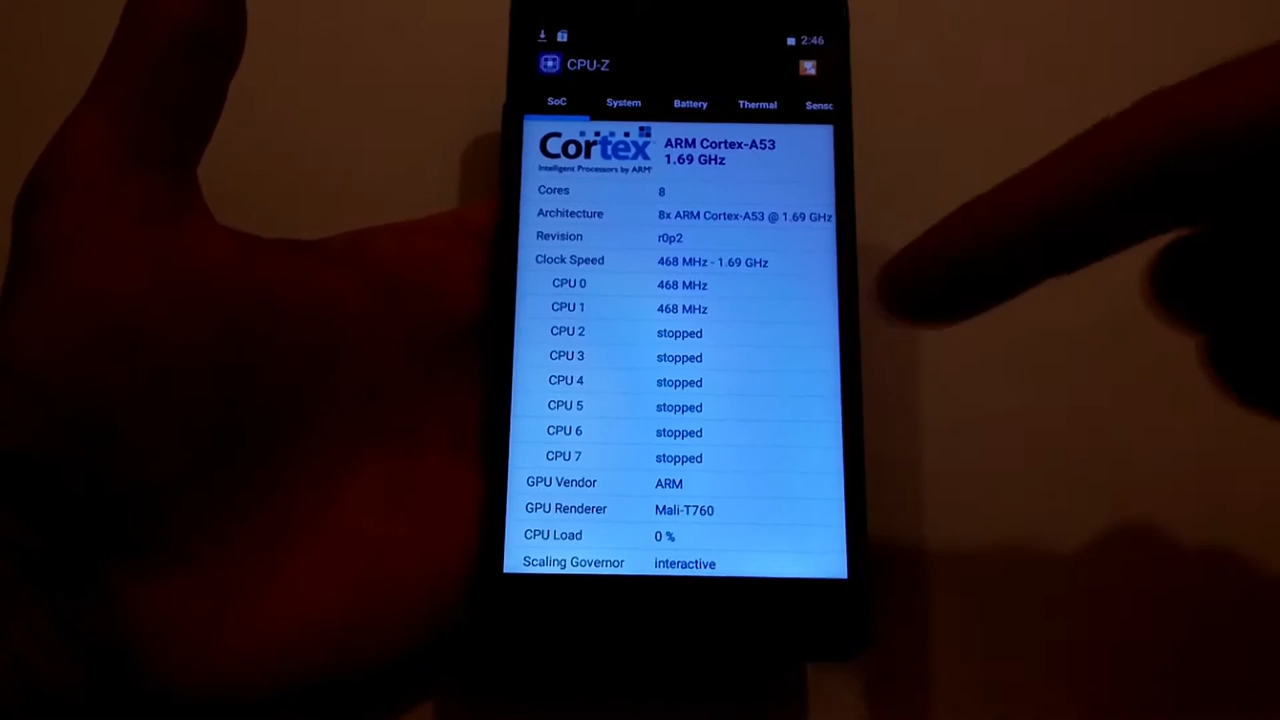 2:46
CPU-Z
SoC System Battery Thermal Senso
Cortex
Intelligent Processors by ARM
ARM Cortex-A53
1.69 GHz
Cores 8
Architecture 8x ARM Cortex-A53 @ 1.69 GHz
Revision r0p2
Clock Speed 468 MHz - 1.69 GHz
CPU 0 468 MHz
CPU 1 468 MHz
CPU 2 stopped
CPU 3 stopped
CPU 4 stopped
CPU 5 stopped
CPU 6 stopped
CPU 7 stopped
GPU Vendor ARM
GPU Renderer Mali-T760
CPU Load 0 %
Scaling Governor interactive